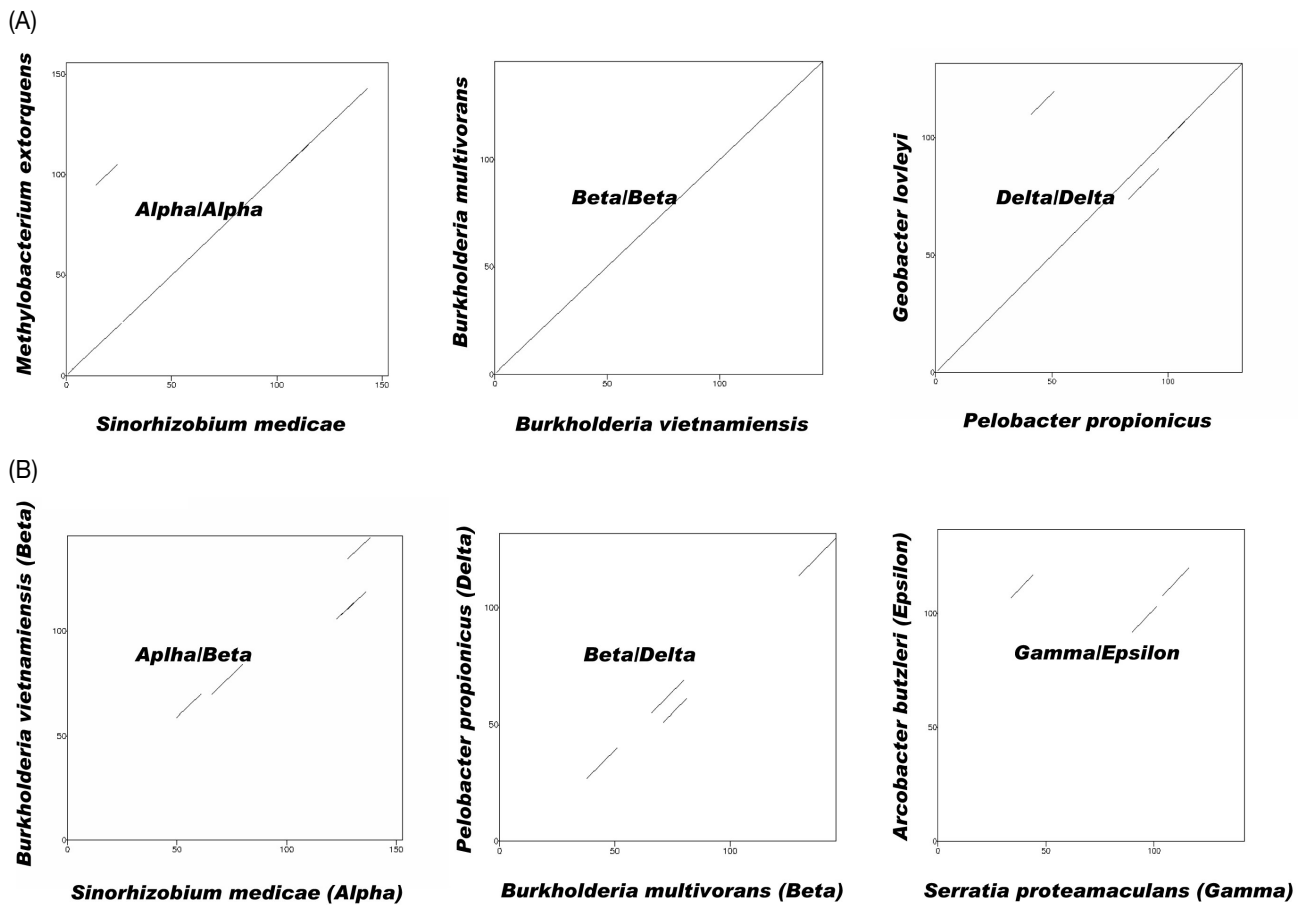 (A)
Methylobacterium extorquens
150
100
50
0
0 50 100 150
Alpha/Alpha
Sinorhizobium medicae
Burkholderia multivorans
100
50
0
0 50 100
Beta/Beta
Burkholderia vietnamiensis
Geobacter lovleyi
100
50
0
0 50 100
Delta/Delta
Pelobacter propionicus
(B)
Burkholderia vietnamiensis (Beta)
100
50
0
0 50 100 150
Aplha/Beta
Sinorhizobium medicae (Alpha)
Pelobacter propionicus (Delta)
100
50
0
0 50 100
Beta/Delta
Burkholderia multivorans (Beta)
Arcobacter butzleri (Epsilon)
100
50
0
0 50 100
Gamma/Epsilon
Serratia proteamaculans (Gamma)